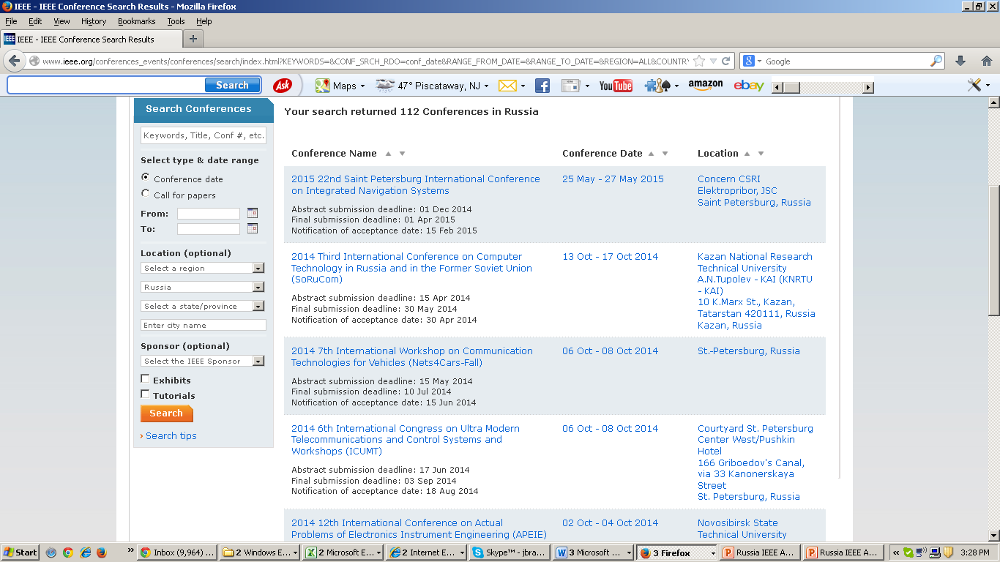 IEEE - IEEE Conference Search Results - Mozilla Firefox
File Edit View History Bookmarks Tools Help
IEEE IEEE - IEEE Conference Search Results +
www.ieee.org/conferences_events/conferences/search/index.html?KEYWORDS=&CONF_SRCH_RDO=conf_date&RANGE_FROM_DATE=&RANGE_TO_DATE=&REGION=ALL&COUNTRY
Google
Search Ask Maps 47° Piscataway, NJ YouTube amazon ebay
Search Conferences
Keywords, Title, Conf #, etc.
Select type & date range
Conference date
Call for papers
From:
To:
Location (optional)
Select a region
Russia
Select a state/province
Enter city name
Sponsor (optional)
Select the IEEE Sponsor
Exhibits
Tutorials
Search
Search tips
Your search returned 112 Conferences in Russia
Conference Name Conference Date Location
2015 22nd Saint Petersburg International Conference
on Integrated Navigation Systems
Abstract submission deadline: 01 Dec 2014
Final submission deadline: 01 Apr 2015
Notification of acceptance date: 15 Feb 2015
25 May - 27 May 2015
Concern CSRI
Elektropribor, JSC
Saint Petersburg, Russia
2014 Third International Conference on Computer
Technology in Russia and in the Former Soviet Union
(SoRuCom)
Abstract submission deadline: 15 Apr 2014
Final submission deadline: 30 May 2014
Notification of acceptance date: 30 Apr 2014
13 Oct - 17 Oct 2014
Kazan National Research
Technical University
A.N.Tupolev - KAI (KNRTU
- KAI)
10 K.Marx St., Kazan,
Tatarstan 420111, Russia
Kazan, Russia
2014 7th International Workshop on Communication
Technologies for Vehicles (Nets4Cars-Fall)
Abstract submission deadline: 15 May 2014
Final submission deadline: 10 Jul 2014
Notification of acceptance date: 15 Jun 2014
06 Oct - 08 Oct 2014
St.-Petersburg, Russia
2014 6th International Congress on Ultra Modern
Telecommunications and Control Systems and
Workshops (ICUMT)
Abstract submission deadline: 17 Jun 2014
Final submission deadline: 03 Sep 2014
Notification of acceptance date: 18 Aug 2014
06 Oct - 08 Oct 2014
Courtyard St. Petersburg
Center West/Pushkin
Hotel
166 Griboedov's Canal,
via 33 Kanonerskaya
Street
St. Petersburg, Russia
2014 12th International Conference on Actual
Problems of Electronics Instrument Engineering (APEIE)
02 Oct - 04 Oct 2014
Novosibirsk State
Technical University
Start » Inbox (9,964) ... 2 Windows E... 2 Microsoft E... 2 Internet E... Skype™ - jbra... 3 Microsoft ... 3 Firefox Russia IEEE A... Russia IEEE A... « 3:28 PM